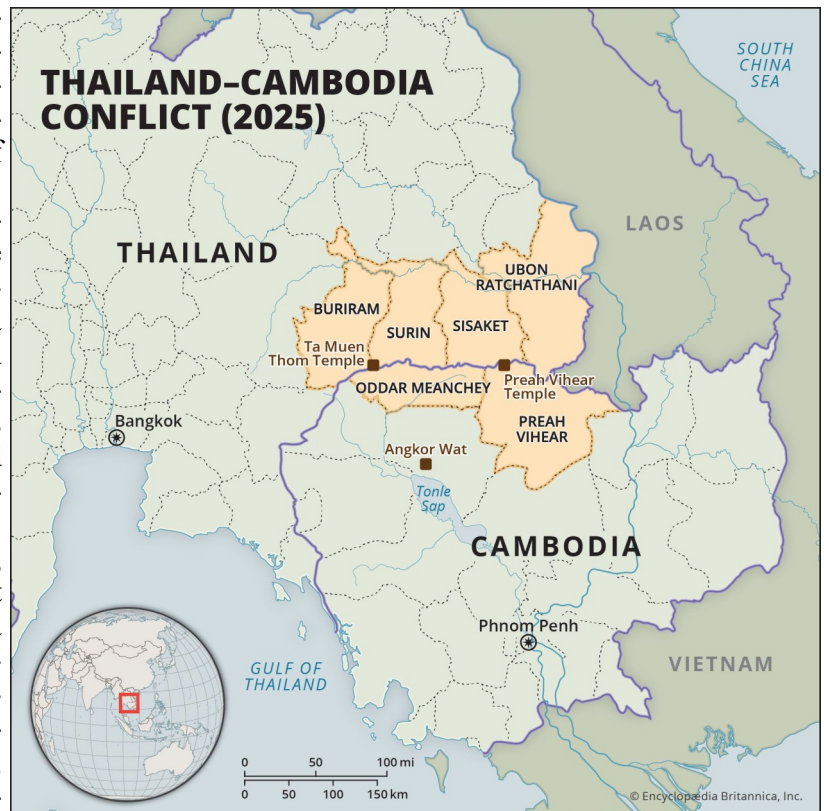 THAILAND–CAMBODIA
CONFLICT (2025)
SOUTH
CHINA
SEA
LAOS
THAILAND
UBON
RATCHATHANI
BURIRAM
SURIN
SISAKET
Ta Muen
Thom Temple
ODDAR MEANCHEY
Preah Vihear
Temple
PREAH
VIHEAR
Bangkok
Angkor Wat
Tonle
Sap
CAMBODIA
Phnom Penh
GULF OF
THAILAND
VIETNAM
0 50 100 mi
0 50 100 150 km
© Encyclopædia Britannica, Inc.